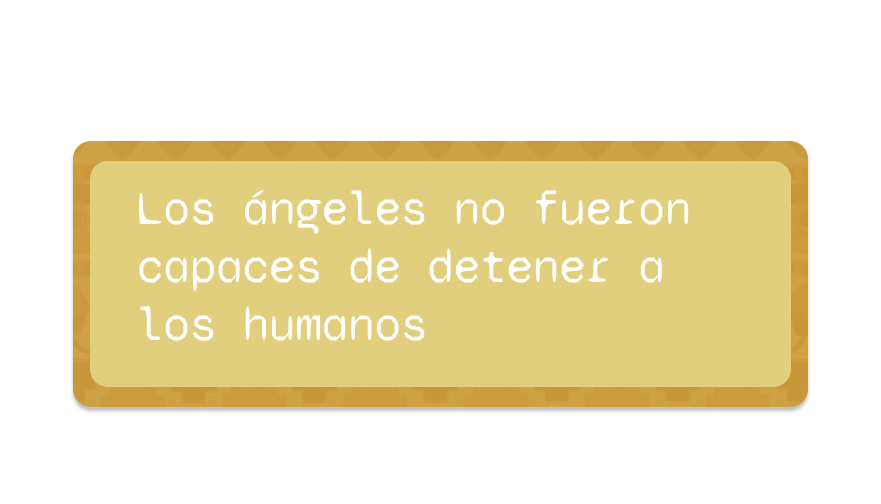 Los ángeles no fueron
capaces de detener a
los humanos